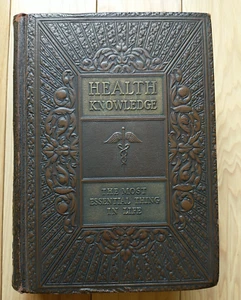 HEALTH
KNOWLEDGE
THE MOST
ESSENTIAL THING
IN LIFE